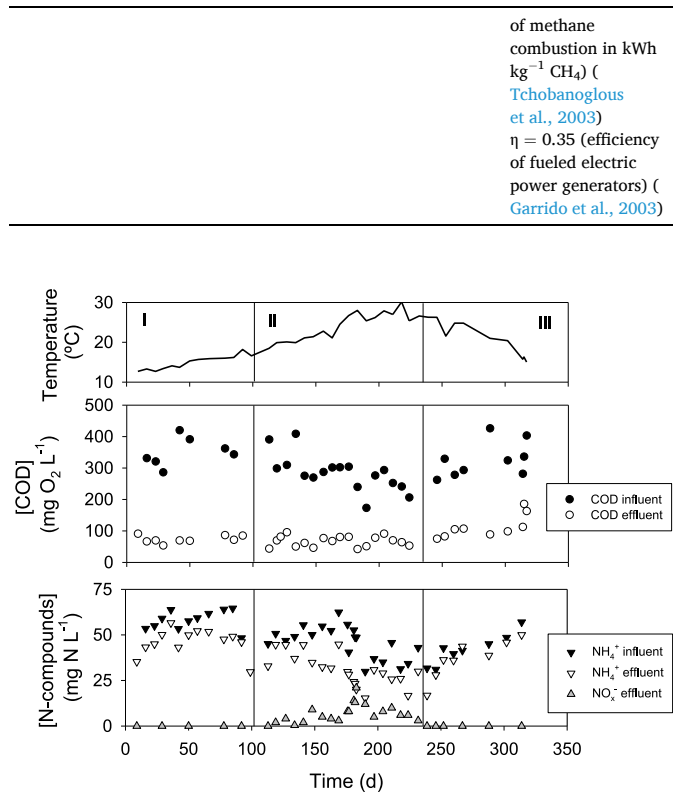 of methane
combustion in kWh
kg⁻¹ CH₄) (
Tchobanoglous
et al., 2003)
η = 0.35 (efficiency
of fueled electric
power generators) (
Garrido et al., 2003)
Temperature
(ºC)
30
20
10
I
II
III
[COD]
(mg O₂ L⁻¹)
500
400
300
200
100
0
COD influent
COD effluent
[N-compounds]
(mg N L⁻¹)
75
50
25
0
NH₄⁺ influent
NH₄⁺ effluent
NOₓ⁻ effluent
0 50 100 150 200 250 300 350
Time (d)